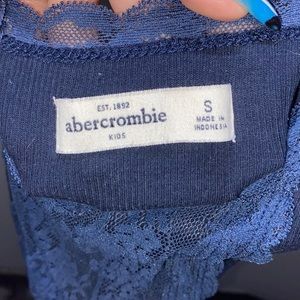 EST. 1892
abercrombie
KIDS
S
MADE IN
INDONESIA